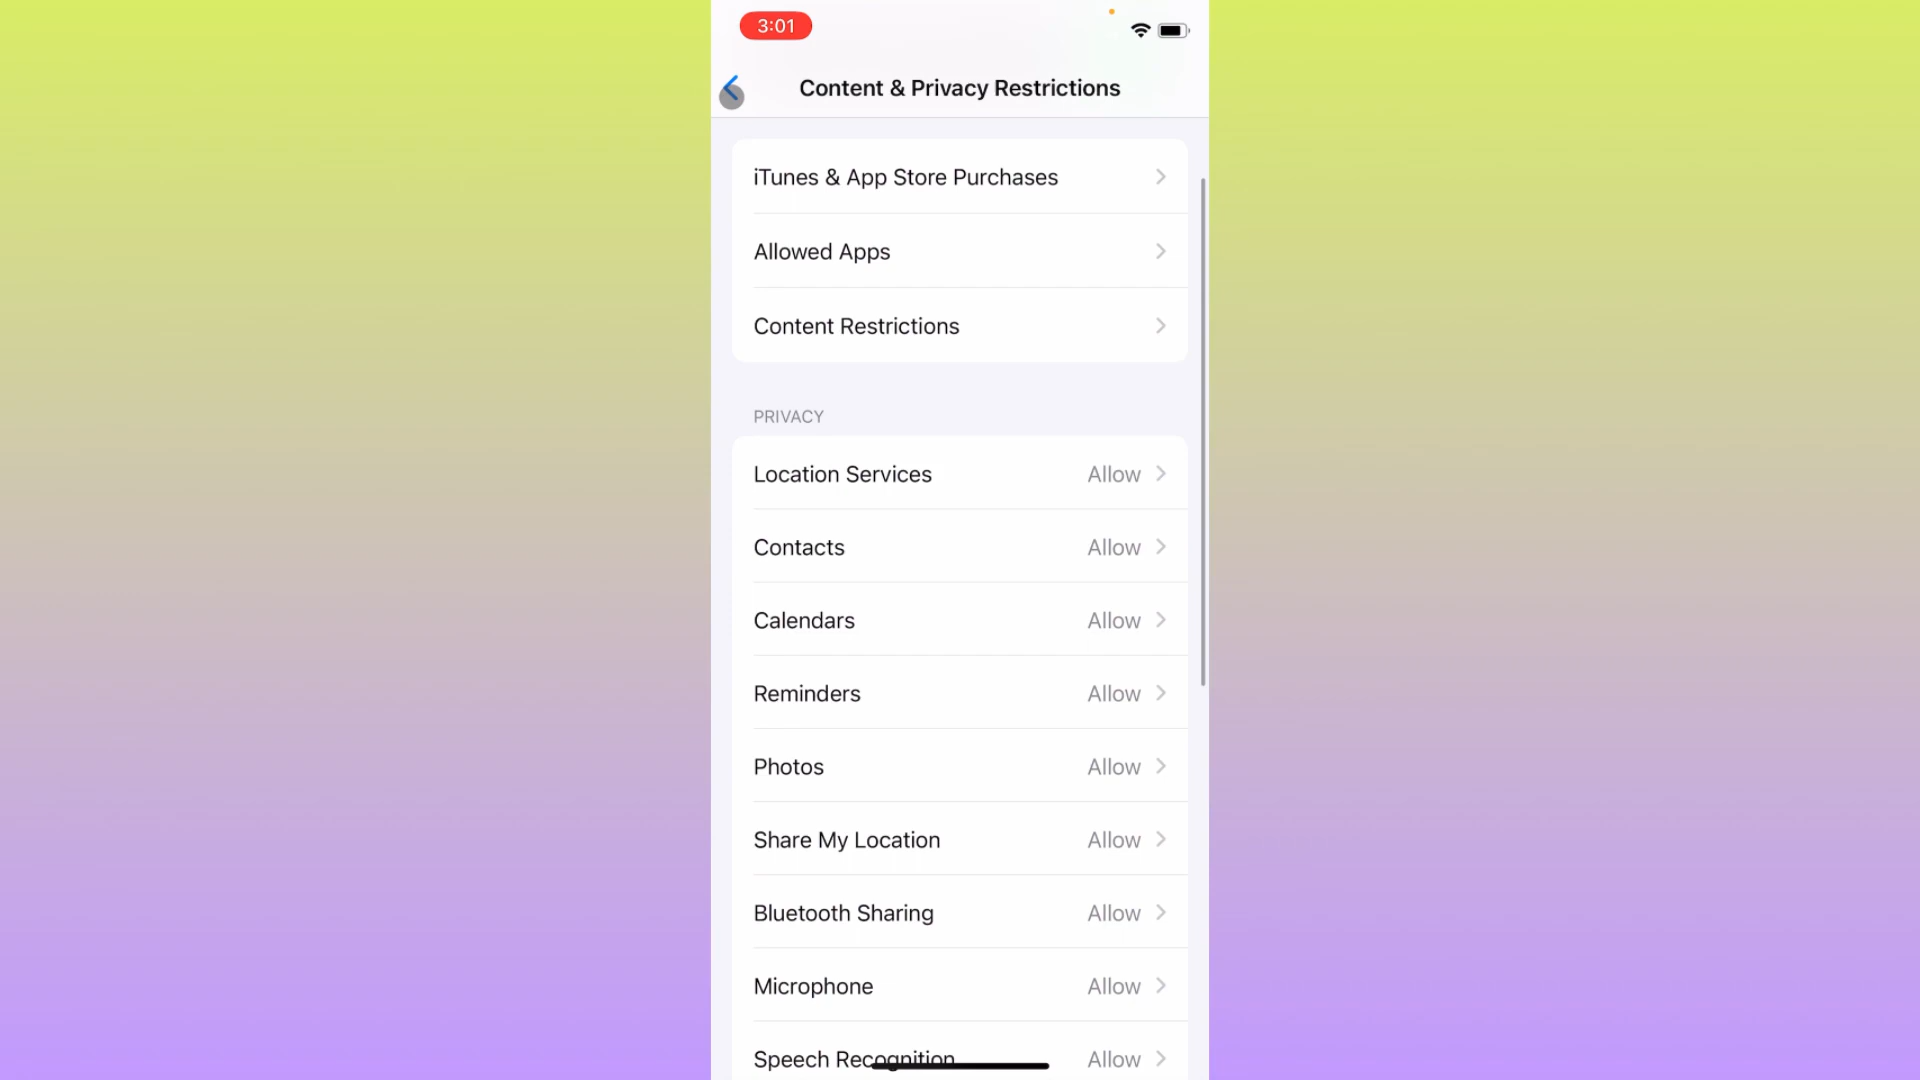 3:01
Content & Privacy Restrictions
iTunes & App Store Purchases
Allowed Apps
Content Restrictions
PRIVACY
Location Services Allow
Contacts Allow
Calendars Allow
Reminders Allow
Photos Allow
Share My Location Allow
Bluetooth Sharing Allow
Microphone Allow
Speech Recognition Allow